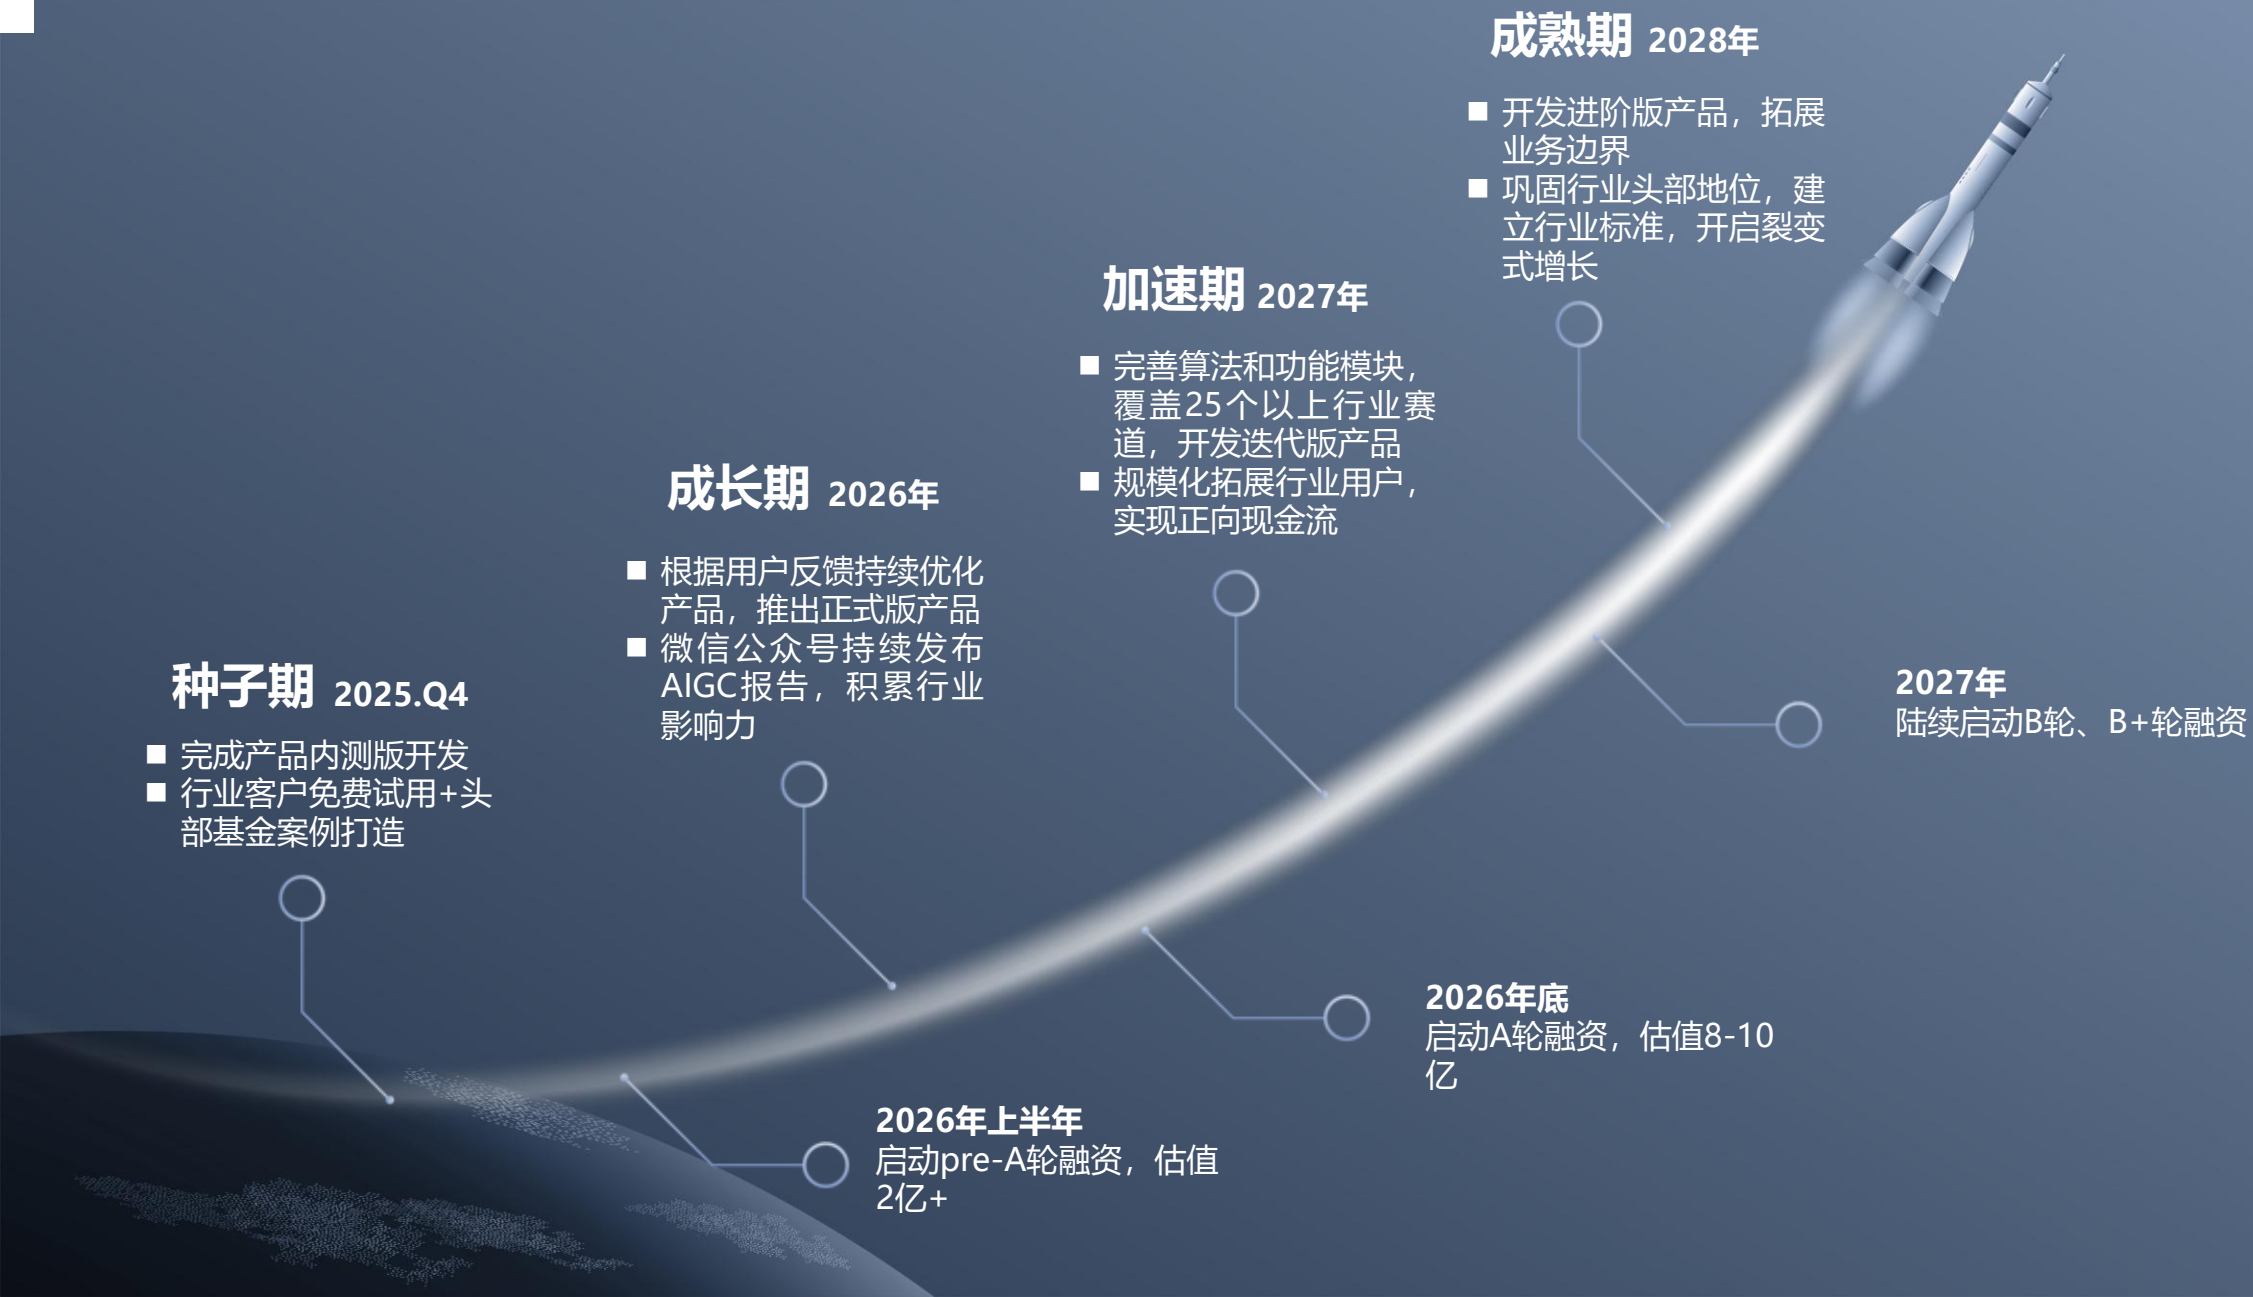 种子期 2025.Q4
■ 完成产品内测版开发
■ 行业客户免费试用+头
部基金案例打造
成长期 2026年
■ 根据用户反馈持续优化
产品，推出正式版产品
■ 微信公众号持续发布
AIGC报告，积累行业
影响力
加速期 2027年
■ 完善算法和功能模块，
覆盖25个以上行业赛
道，开发迭代版产品
■ 规模化拓展行业用户，
实现正向现金流
成熟期 2028年
■ 开发进阶版产品，拓展
业务边界
■ 巩固行业头部地位，建
立行业标准，开启裂变
式增长
2026年上半年
启动pre-A轮融资，估值
2亿+
2026年底
启动A轮融资，估值8-10
亿
2027年
陆续启动B轮、B+轮融资